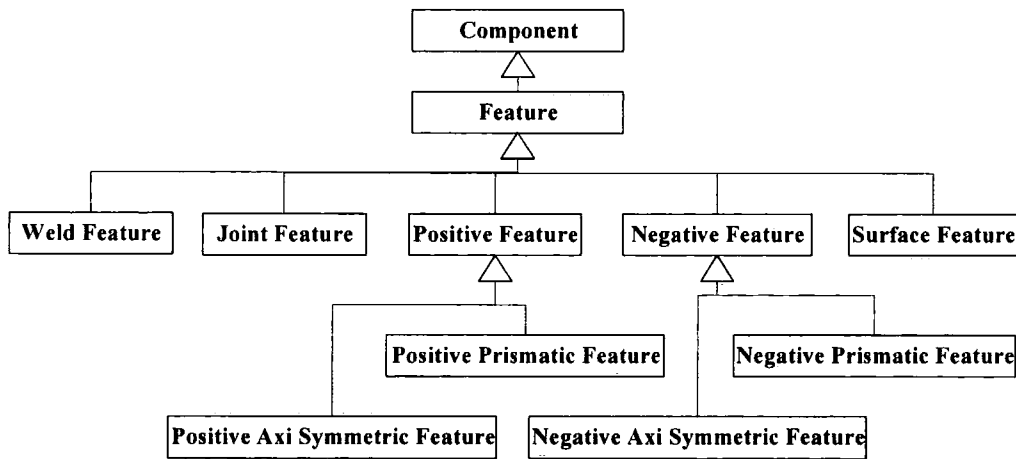 Component
Feature
Weld Feature
Joint Feature
Positive Feature
Negative Feature
Surface Feature
Positive Prismatic Feature
Negative Prismatic Feature
Positive Axi Symmetric Feature
Negative Axi Symmetric Feature